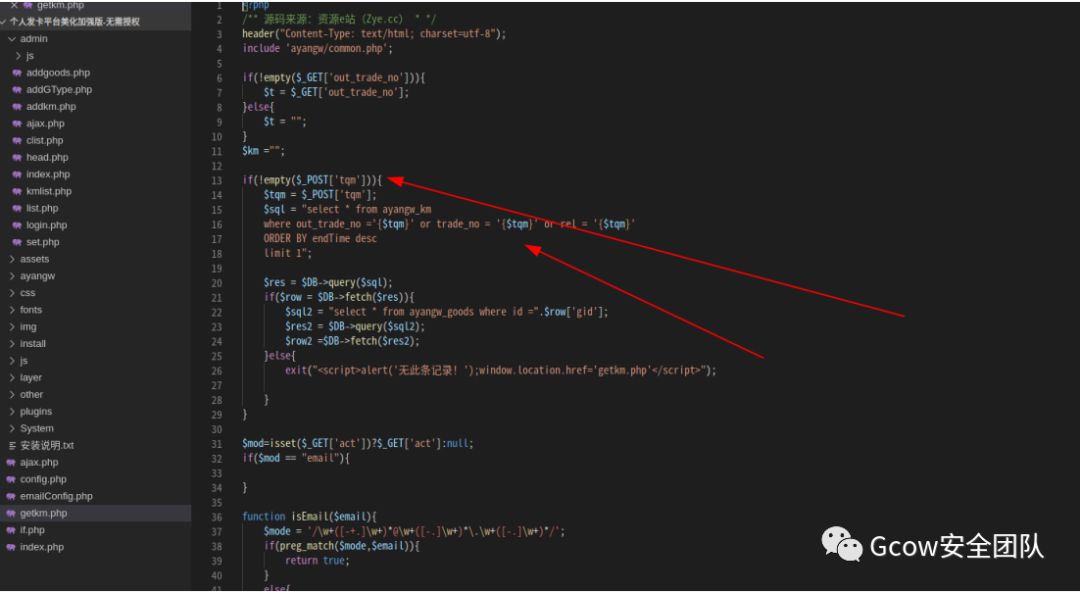 getkm.php
个人发卡平台美化加强版-无需授权
admin
js
addgoods.php
addGType.php
addkm.php
ajax.php
clist.php
head.php
index.php
kmlist.php
list.php
login.php
set.php
assets
ayangw
css
fonts
img
install
js
layer
other
plugins
System
安装说明.txt
ajax.php
config.php
emailConfig.php
getkm.php
if.php
index.php
1 <?php
2 /** 源码来源：资源e站（Zye.cc） * */
3 header("Content-Type: text/html; charset=utf-8");
4 include 'ayangw/common.php';
5
6 if(!empty($_GET['out_trade_no'])){
7 $t = $_GET['out_trade_no'];
8 }else{
9 $t = "";
10 }
11 $km ="";
12
13 if(!empty($_POST['tqm'])){
14 $tqm = $_POST['tqm'];
15 $sql = "select * from ayangw_km
16 where out_trade_no ='{$tqm}' or trade_no = '{$tqm}' or rel = '{$tqm}'
17 ORDER BY endTime desc
18 limit 1";
19
20 $res = $DB->query($sql);
21 if($row = $DB->fetch($res)){
22 $sql2 = "select * from ayangw_goods where id =".$row['gid'];
23 $res2 = $DB->query($sql2);
24 $row2 =$DB->fetch($res2);
25 }else{
26 exit("<script>alert('无此条记录！');window.location.href='getkm.php'</script>");
27
28 }
29 }
30
31 $mod=isset($_GET['act'])?$_GET['act']:null;
32 if($mod == "email"){
33
34 }
35
36 function isEmail($email){
37 $mode = '/\w+([-+.]\w+)*@\w+([-.]\w+)*\.\w+([-.]\w+)*/';
38 if(preg_match($mode,$email)){
39 return true;
40 }
41 else{
Gcow安全团队